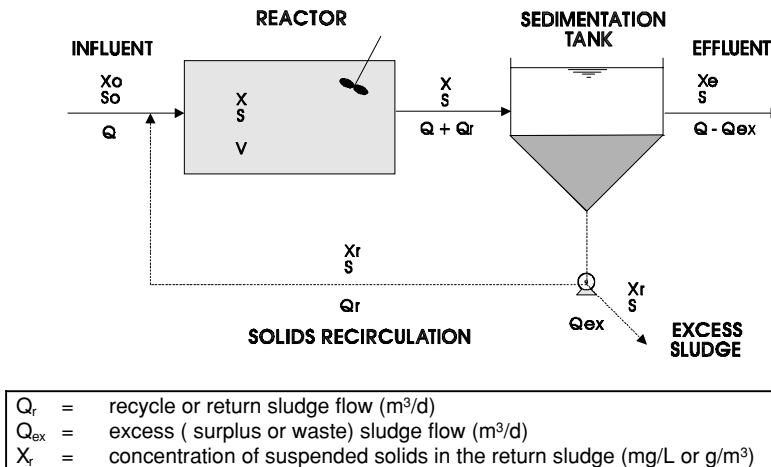 REACTOR
SEDIMENTATION
TANK
INFLUENT
EFFLUENT
Xo
So
Q
X
S
V
X
S
Q + Qr
Xe
S
Q - Qex
Xr
S
Qr
Xr
S
Qex
SOLIDS RECIRCULATION
EXCESS
SLUDGE
Qr = recycle or return sludge flow (m³/d)
Qex = excess ( surplus or waste) sludge flow (m³/d)
Xr = concentration of suspended solids in the return sludge (mg/L or g/m³)